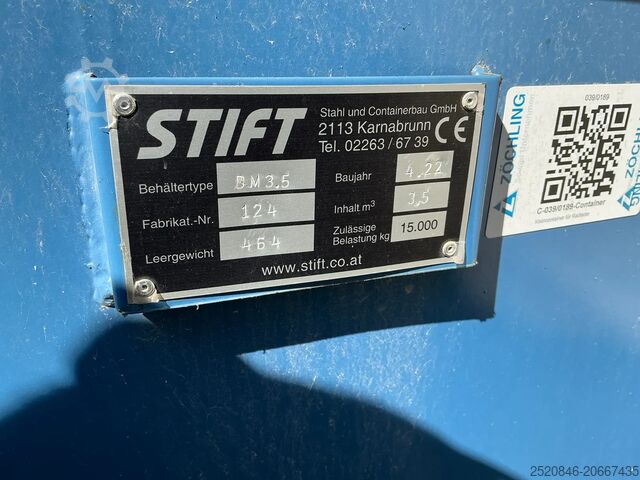 STIFT
Stahl und Containerbau GmbH
2113 Karnabrunn
Tel. 02263/67 39
CE
Behältertype BM3.5
Baujahr 4.22
Fabrikat.-Nr. 124
Inhalt m³ 3,5
Leergewicht 464
Zulässige Belastung kg 15.000
www.stift.co.at
ZÖCHLING
039/0189
C-039/0189-Container
2520846-20667435